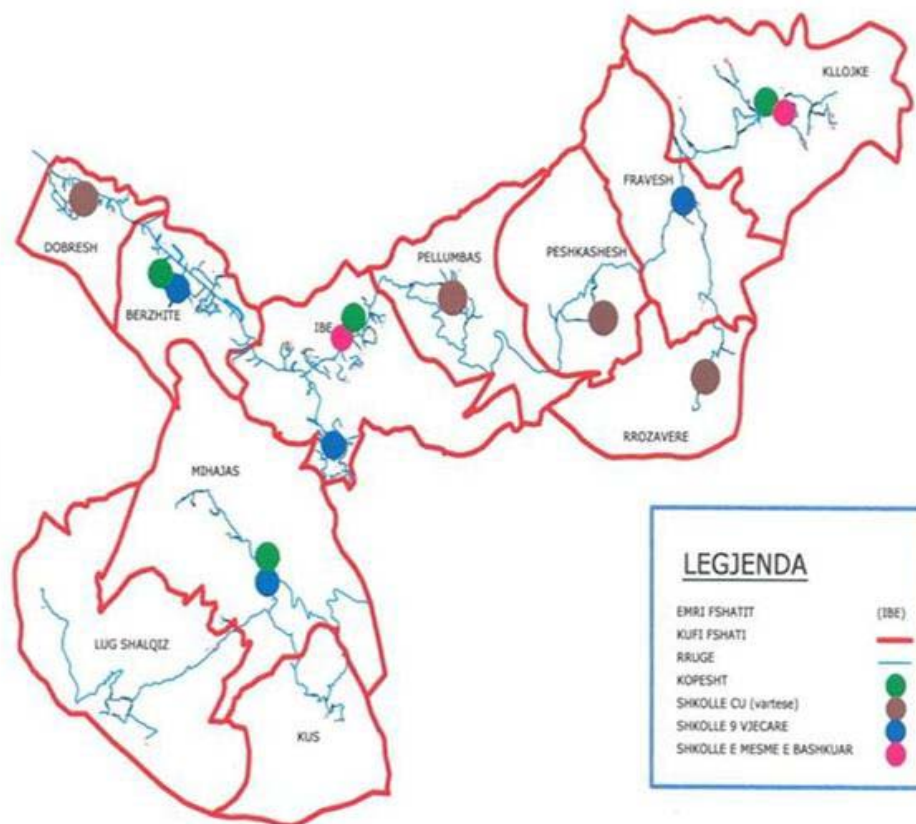 KLLOJKE
FRAVESH
DOBRESH
PELLUMBAS
PESHKASHESH
BERZHITE
IBE
RROZAVERE
MIHAJAS
LUG SHALQIZ
KUS
LEGJENDA
EMRI FSHATIT (IBE)
KUFI FSHATI
RRUGE
KOPESHT
SHKOLLE CU (vartese)
SHKOLLE 9 VJECARE
SHKOLLE E MESME E BASHKUAR